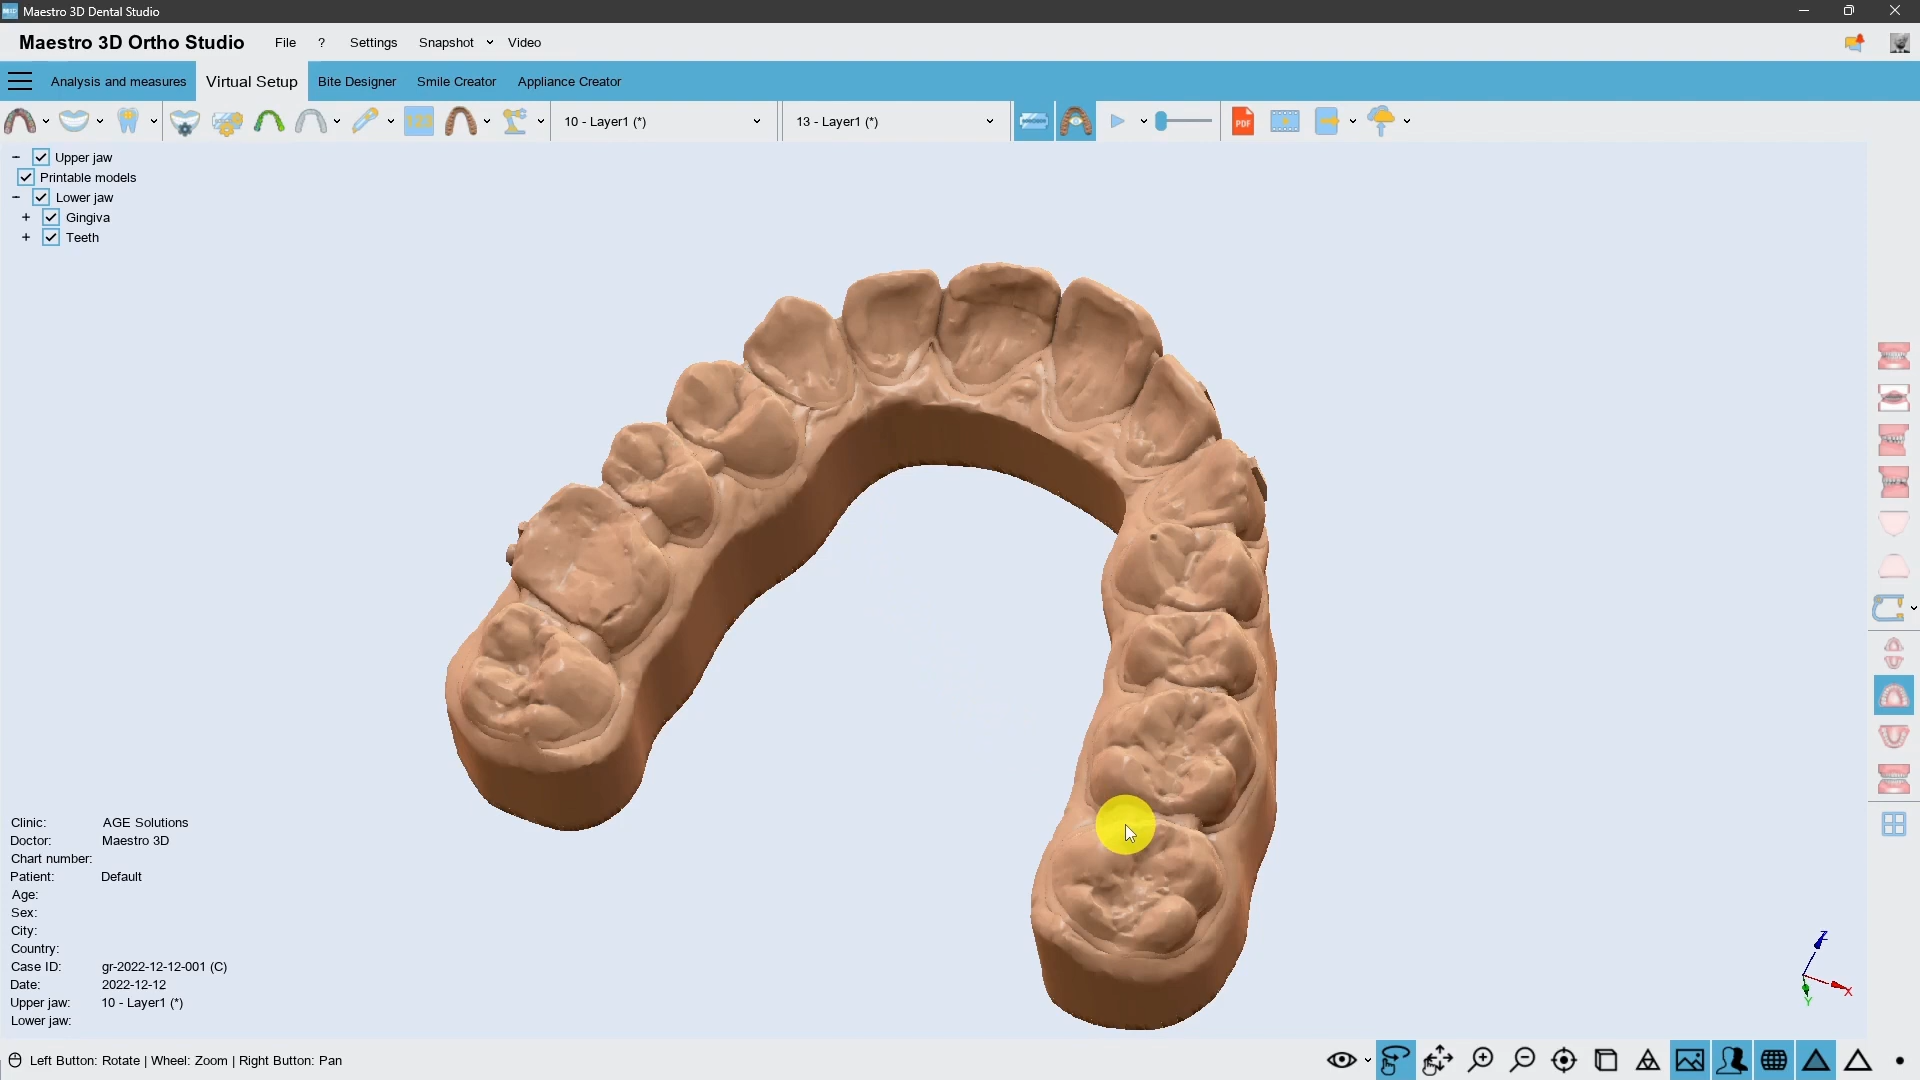 Maestro 3D Dental Studio
Maestro 3D Ortho Studio File ? Settings Snapshot Video
Analysis and measures Virtual Setup Bite Designer Smile Creator Appliance Creator
123 10 - Layer1 (*) 13 - Layer1 (*) PDF
Upper jaw
Printable models
Lower jaw
Gingiva
Teeth
Clinic: AGE Solutions
Doctor: Maestro 3D
Chart number:
Patient: Default
Age:
Sex:
City:
Country:
Case ID: gr-2022-12-12-001 (C)
Date: 2022-12-12
Upper jaw: 10 - Layer1 (*)
Lower jaw:
Z
X
Y
Left Button: Rotate | Wheel: Zoom | Right Button: Pan